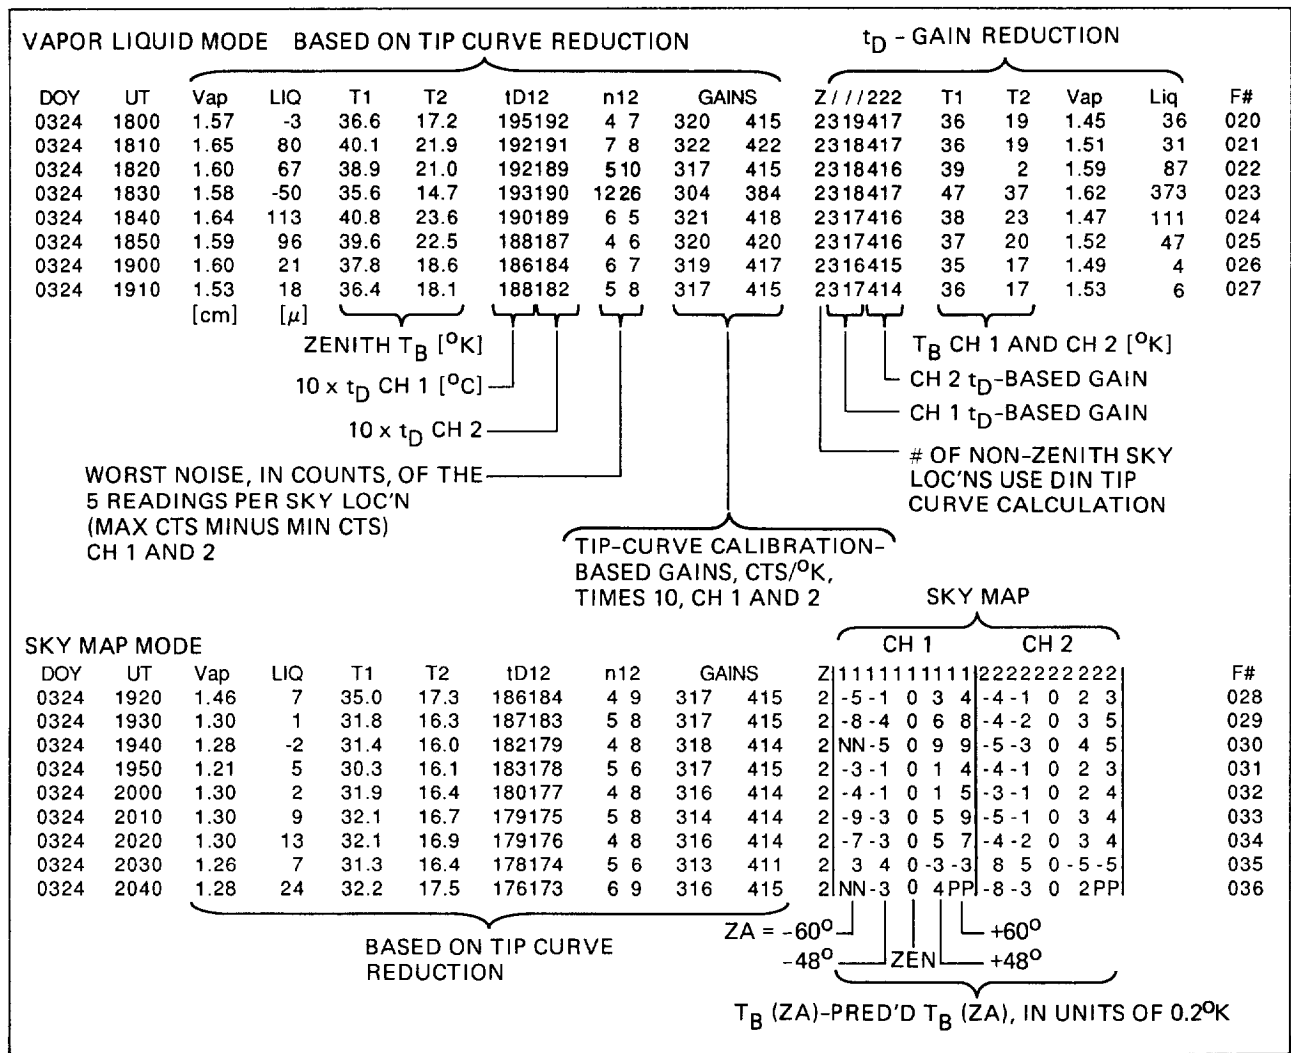 VAPOR LIQUID MODE BASED ON TIP CURVE REDUCTION tD - GAIN REDUCTION
DOY UT Vap LIQ T1 T2 tD12 n12 GAINS Z///222 T1 T2 Vap Liq F#
0324 1800 1.57 -3 36.6 17.2 195192 4 7 320 415 2319417 36 19 1.45 36 020
0324 1810 1.65 80 40.1 21.9 192191 7 8 322 422 2318417 36 19 1.51 31 021
0324 1820 1.60 67 38.9 21.0 192189 510 317 415 2318416 39 2 1.59 87 022
0324 1830 1.58 -50 35.6 14.7 193190 1226 304 384 2318417 47 37 1.62 373 023
0324 1840 1.64 113 40.8 23.6 190189 6 5 321 418 2317416 38 23 1.47 111 024
0324 1850 1.59 96 39.6 22.5 188187 4 6 320 420 2317416 37 20 1.52 47 025
0324 1900 1.60 21 37.8 18.6 186184 6 7 319 417 2316415 35 17 1.49 4 026
0324 1910 1.53 18 36.4 18.1 188182 5 8 317 415 2317414 36 17 1.53 6 027
[cm] [μ]
ZENITH TB [OK] TB CH 1 AND CH 2 [OK]
10 x tD CH 1 [OC] CH 2 tD-BASED GAIN
CH 1 tD-BASED GAIN
10 x tD CH 2
# OF NON-ZENITH SKY
LOC'NS USE DIN TIP
CURVE CALCULATION
WORST NOISE, IN COUNTS, OF THE
5 READINGS PER SKY LOC'N
(MAX CTS MINUS MIN CTS)
CH 1 AND 2
TIP-CURVE CALIBRATION-
BASED GAINS, CTS/OK,
TIMES 10, CH 1 AND 2
SKY MAP
SKY MAP MODE CH 1 CH 2
DOY UT Vap LIQ T1 T2 tD12 n12 GAINS Z|1111111111|2222222222| F#
0324 1920 1.46 7 35.0 17.3 186184 4 9 317 415 2|-5-1 0 3 4|-4-1 0 2 3| 028
0324 1930 1.30 1 31.8 16.3 187183 5 8 317 415 2|-8-4 0 6 8|-4-2 0 3 5| 029
0324 1940 1.28 -2 31.4 16.0 182179 4 8 318 414 2|NN-5 0 9 9|-5-3 0 4 5| 030
0324 1950 1.21 5 30.3 16.1 183178 5 6 317 415 2|-3-1 0 1 4|-4-1 0 2 3| 031
0324 2000 1.30 2 31.9 16.4 180177 4 8 316 414 2|-4-1 0 1 5|-3-1 0 2 4| 032
0324 2010 1.30 9 32.1 16.7 179175 5 8 314 414 2|-9-3 0 5 9|-5-1 0 3 4| 033
0324 2020 1.30 13 32.1 16.9 179176 4 8 316 414 2|-7-3 0 5 7|-4-2 0 3 4| 034
0324 2030 1.26 7 31.3 16.4 178174 5 6 313 411 2| 3 4 0-3-3| 8 5 0-5-5| 035
0324 2040 1.28 24 32.2 17.5 176173 6 9 316 415 2|NN-3 0 4PP|-8-3 0 2PP| 036
ZA = -60O +60O
-48O ZEN +48O
BASED ON TIP CURVE
REDUCTION
TB (ZA)-PRED'D TB (ZA), IN UNITS OF 0.2OK